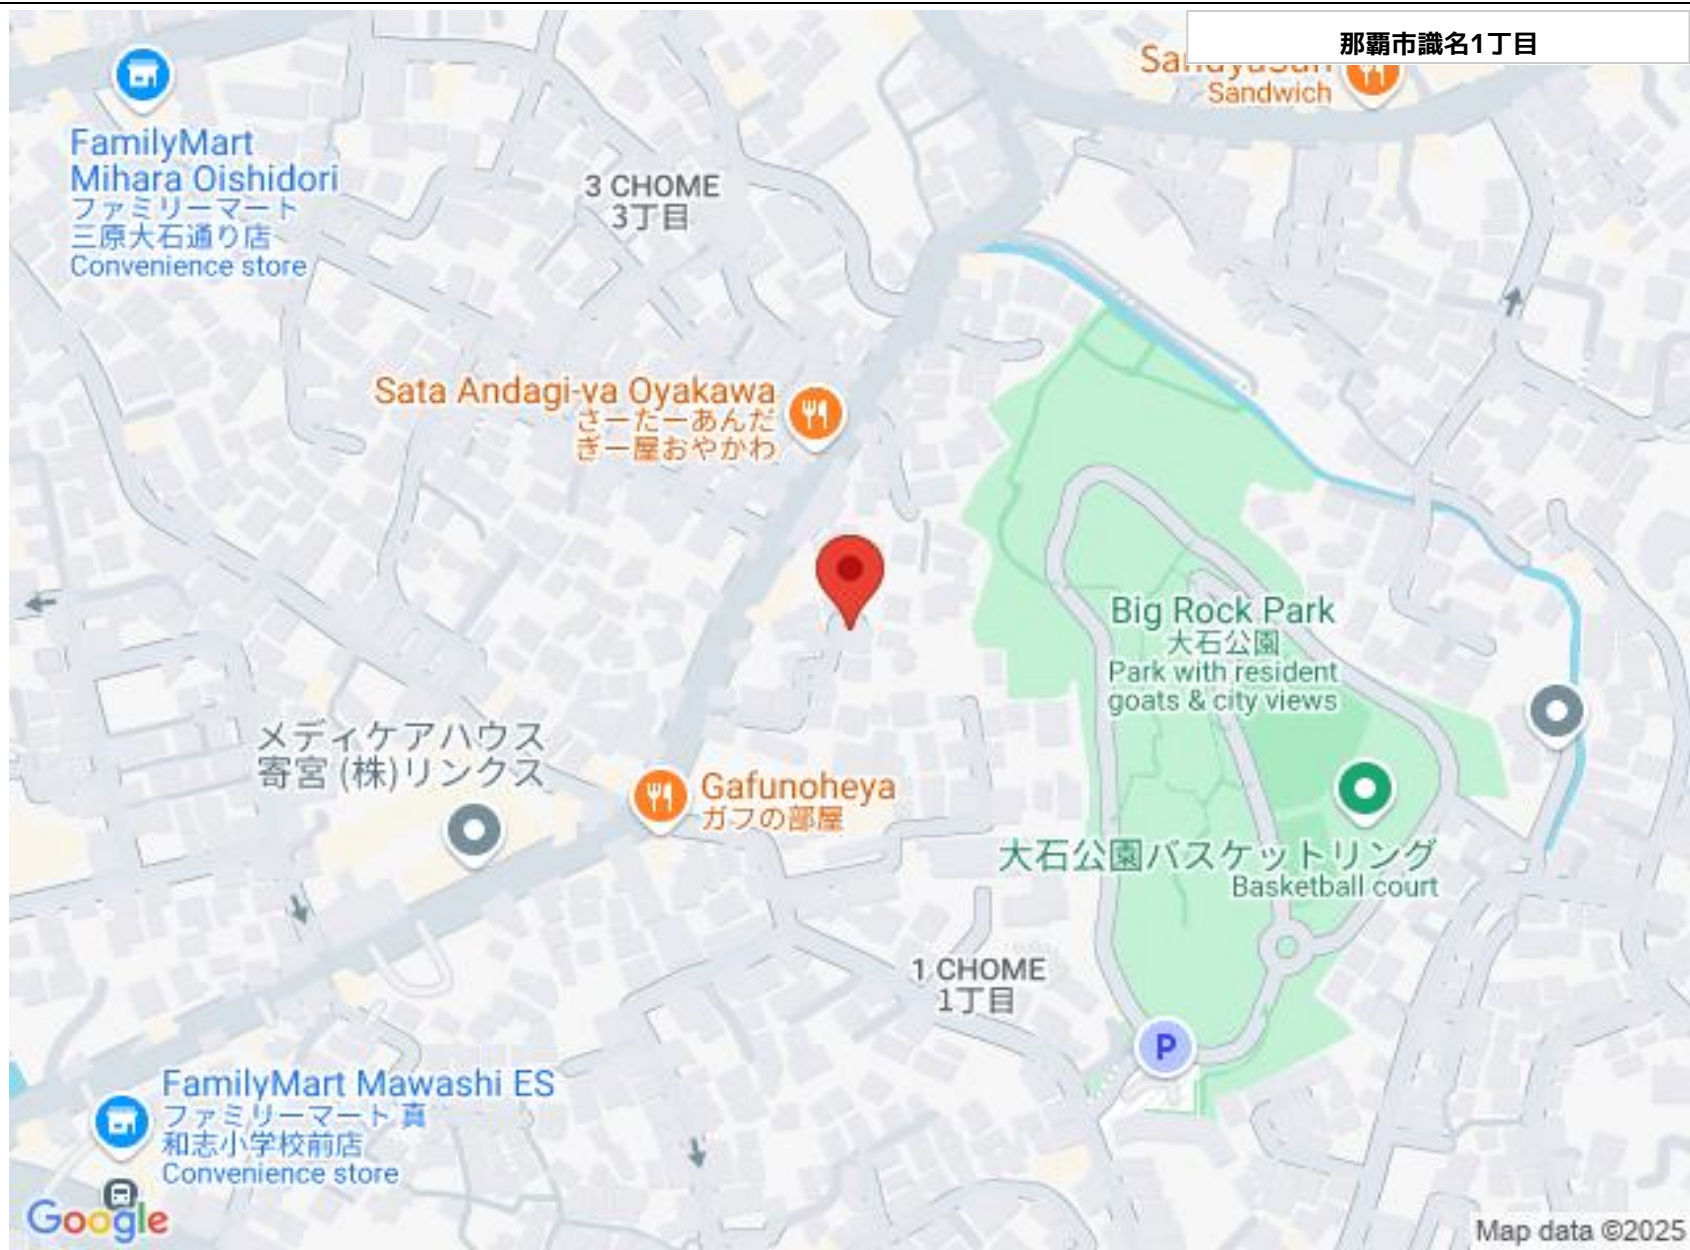 那覇市識名1丁目
Sandwich
FamilyMart
Mihara Oishidori
ファミリーマート
三原大石通り店
Convenience store
3 CHOME
3丁目
Sata Andagi-ya Oyakawa
さーたーあんだ
ぎー屋おやかわ
Big Rock Park
大石公園
Park with resident
goats & city views
メディケアハウス
寄宮 (株)リンクス
Gafunoheya
ガフの部屋
大石公園バスケットリング
Basketball court
1 CHOME
1丁目
P
FamilyMart Mawashi ES
ファミリーマート 真
和志小学校前店
Convenience store
Google
Map data ©2025